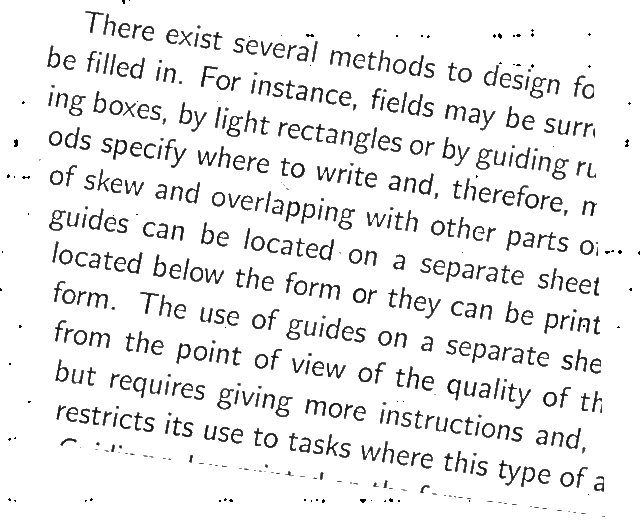 There exist several methods to design fo
be filled in. For instance, fields may be surr
ing boxes, by light rectangles or by guiding ru
ods specify where to write and, therefore, m
of skew and overlapping with other parts of
guides can be located on a separate sheet
located below the form or they can be print
form. The use of guides on a separate she
from the point of view of the quality of th
but requires giving more instructions and,
restricts its use to tasks where this type of a